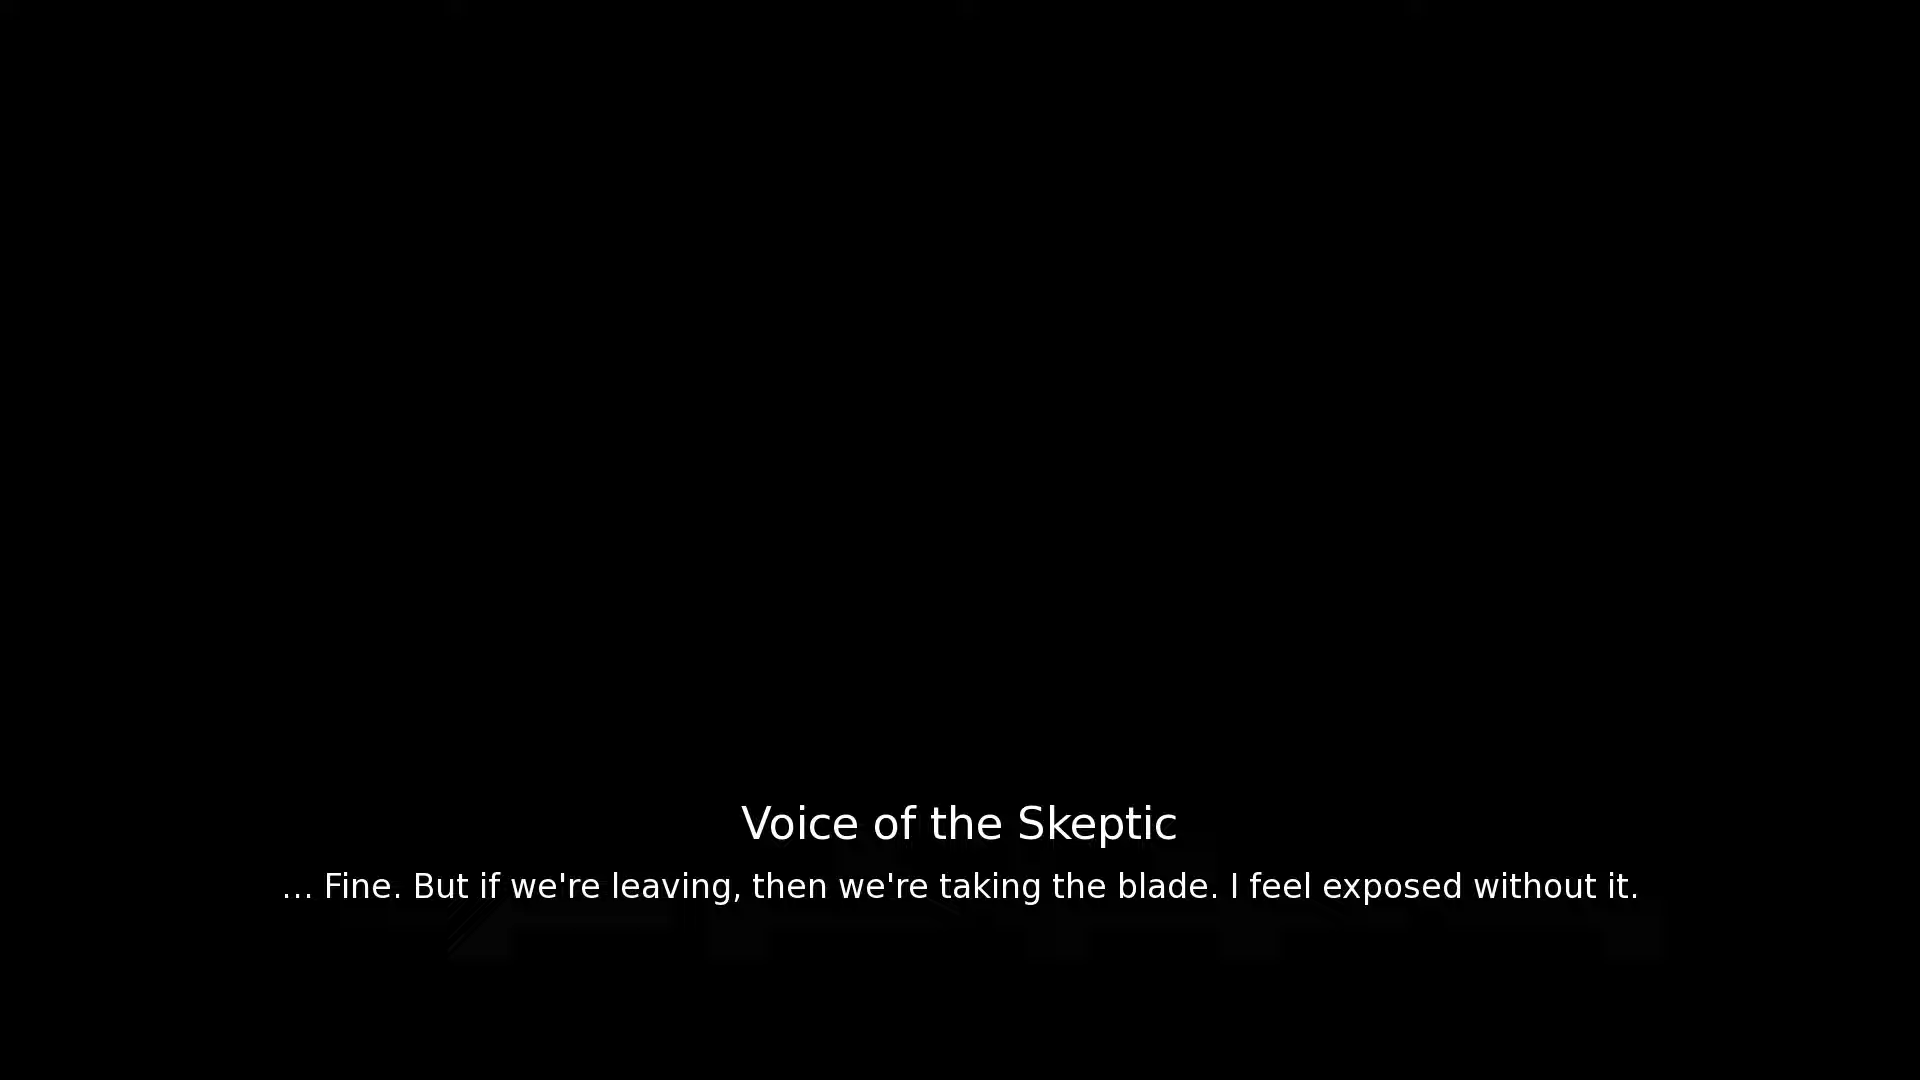 Voice of the Skeptic
... Fine. But if we're leaving, then we're taking the blade. I feel exposed without it.